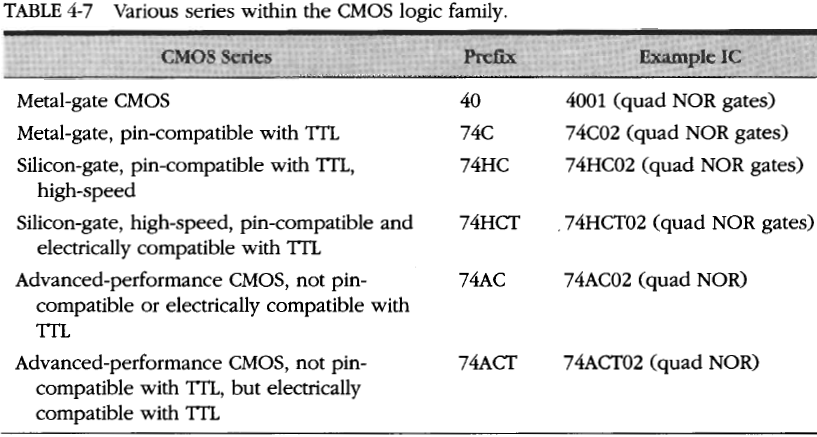 TABLE 4-7 Various series within the CMOS logic family.
CMOS Series Prefix Example IC
Metal-gate CMOS 40 4001 (quad NOR gates)
Metal-gate, pin-compatible with TTL 74C 74C02 (quad NOR gates)
Silicon-gate, pin-compatible with TTL, 74HC 74HC02 (quad NOR gates)
high-speed
Silicon-gate, high-speed, pin-compatible and 74HCT 74HCT02 (quad NOR gates)
electrically compatible with TTL
Advanced-performance CMOS, not pin- 74AC 74AC02 (quad NOR)
compatible or electrically compatible with
TTL
Advanced-performance CMOS, not pin- 74ACT 74ACT02 (quad NOR)
compatible with TTL, but electrically
compatible with TTL